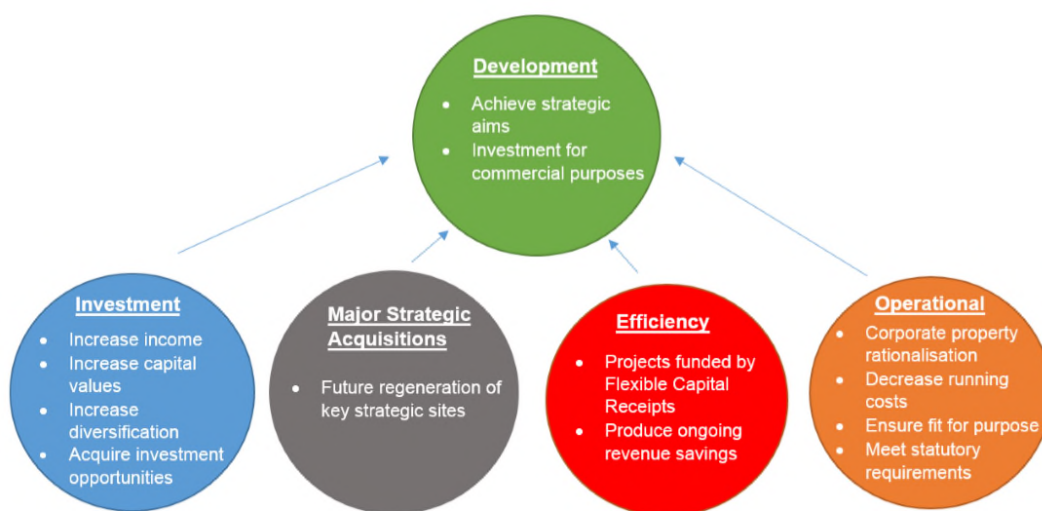 Development
• Achieve strategic
aims
• Investment for
commercial purposes
Investment
• Increase income
• Increase capital
values
• Increase
diversification
• Acquire investment
opportunities
Major Strategic
Acquisitions
• Future regeneration of
key strategic sites
Efficiency
• Projects funded by
Flexible Capital
Receipts
• Produce ongoing
revenue savings
Operational
• Corporate property
rationalisation
• Decrease running
costs
• Ensure fit for purpose
• Meet statutory
requirements